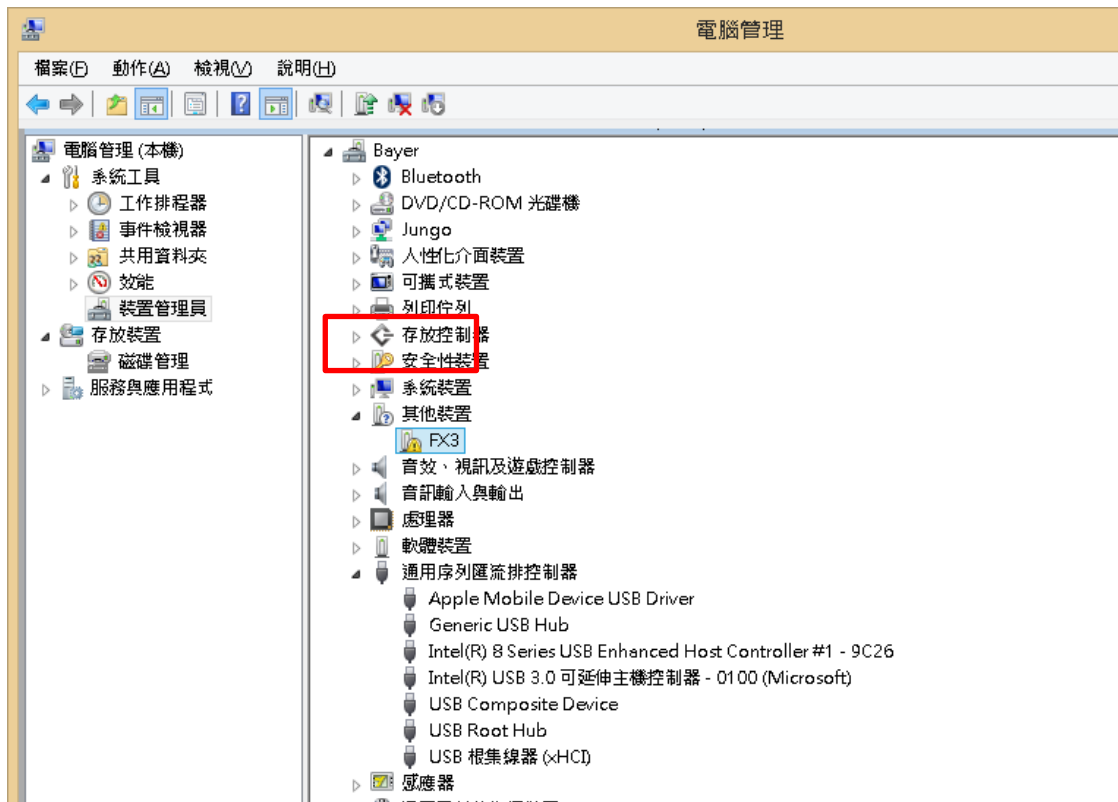 電腦管理
檔案(F) 動作(A) 檢視(V) 說明(H)
電腦管理 (本機)
系統工具
工作排程器
事件檢視器
共用資料夾
效能
裝置管理員
存放裝置
磁碟管理
服務與應用程式
Bayer
Bluetooth
DVD/CD-ROM 光碟機
Jungo
人性化介面裝置
可攜式裝置
列印佇列
存放控制器
安全性裝置
系統裝置
其他裝置
FX3
音效、視訊及遊戲控制器
音訊輸入與輸出
處理器
軟體裝置
通用序列匯流排控制器
Apple Mobile Device USB Driver
Generic USB Hub
Intel(R) 8 Series USB Enhanced Host Controller #1 - 9C26
Intel(R) USB 3.0 可延伸主機控制器 - 0100 (Microsoft)
USB Composite Device
USB Root Hub
USB 根集線器 (xHCI)
感應器